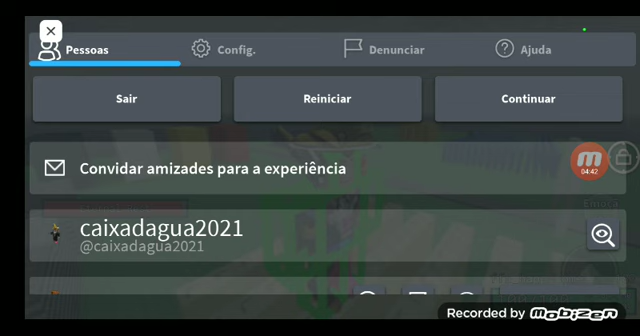 Pessoas
Config.
Denunciar
Ajuda
Sair
Reiniciar
Continuar
Convidar amizades para a experiência
04:42
caixadagua2021
@caixadagua2021
Recorded by Mobizen